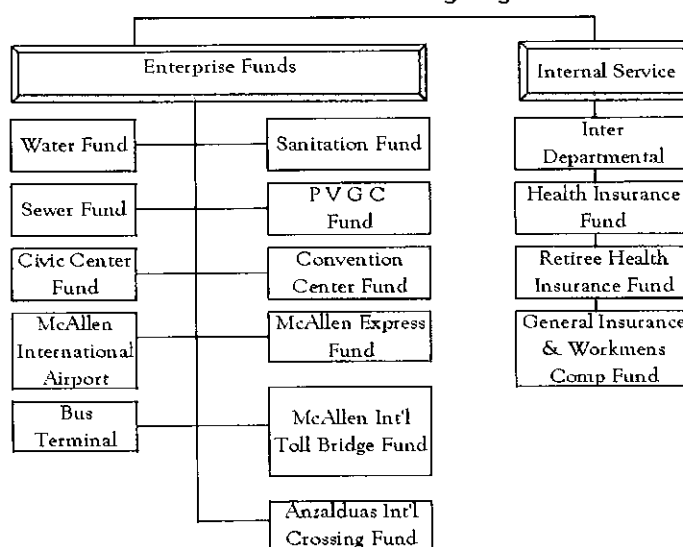 Enterprise Funds
Internal Service
Water Fund
Sanitation Fund
Inter
Departmental
Sewer Fund
P V G C
Fund
Health Insurance
Fund
Civic Center
Fund
Convention
Center Fund
Retiree Health
Insurance Fund
McAllen
International
Airport
McAllen Express
Fund
General Insurance
& Workmens
Comp Fund
Bus
Terminal
McAllen Int'l
Toll Bridge Fund
Anzalduas Int'l
Crossing Fund